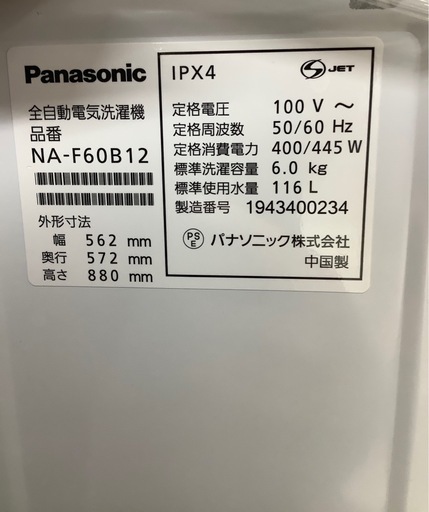 Panasonic
全自動電気洗濯機
品番
NA-F60B12
外形寸法
幅 562 mm
奥行 572 mm
高さ 880 mm
IPX4
S JET
定格電圧 100 V ～
定格周波数 50/60 Hz
定格消費電力 400/445 W
標準洗濯容量 6.0 kg
標準使用水量 116 L
製造番号 1943400234
PS E パナソニック株式会社
中国製